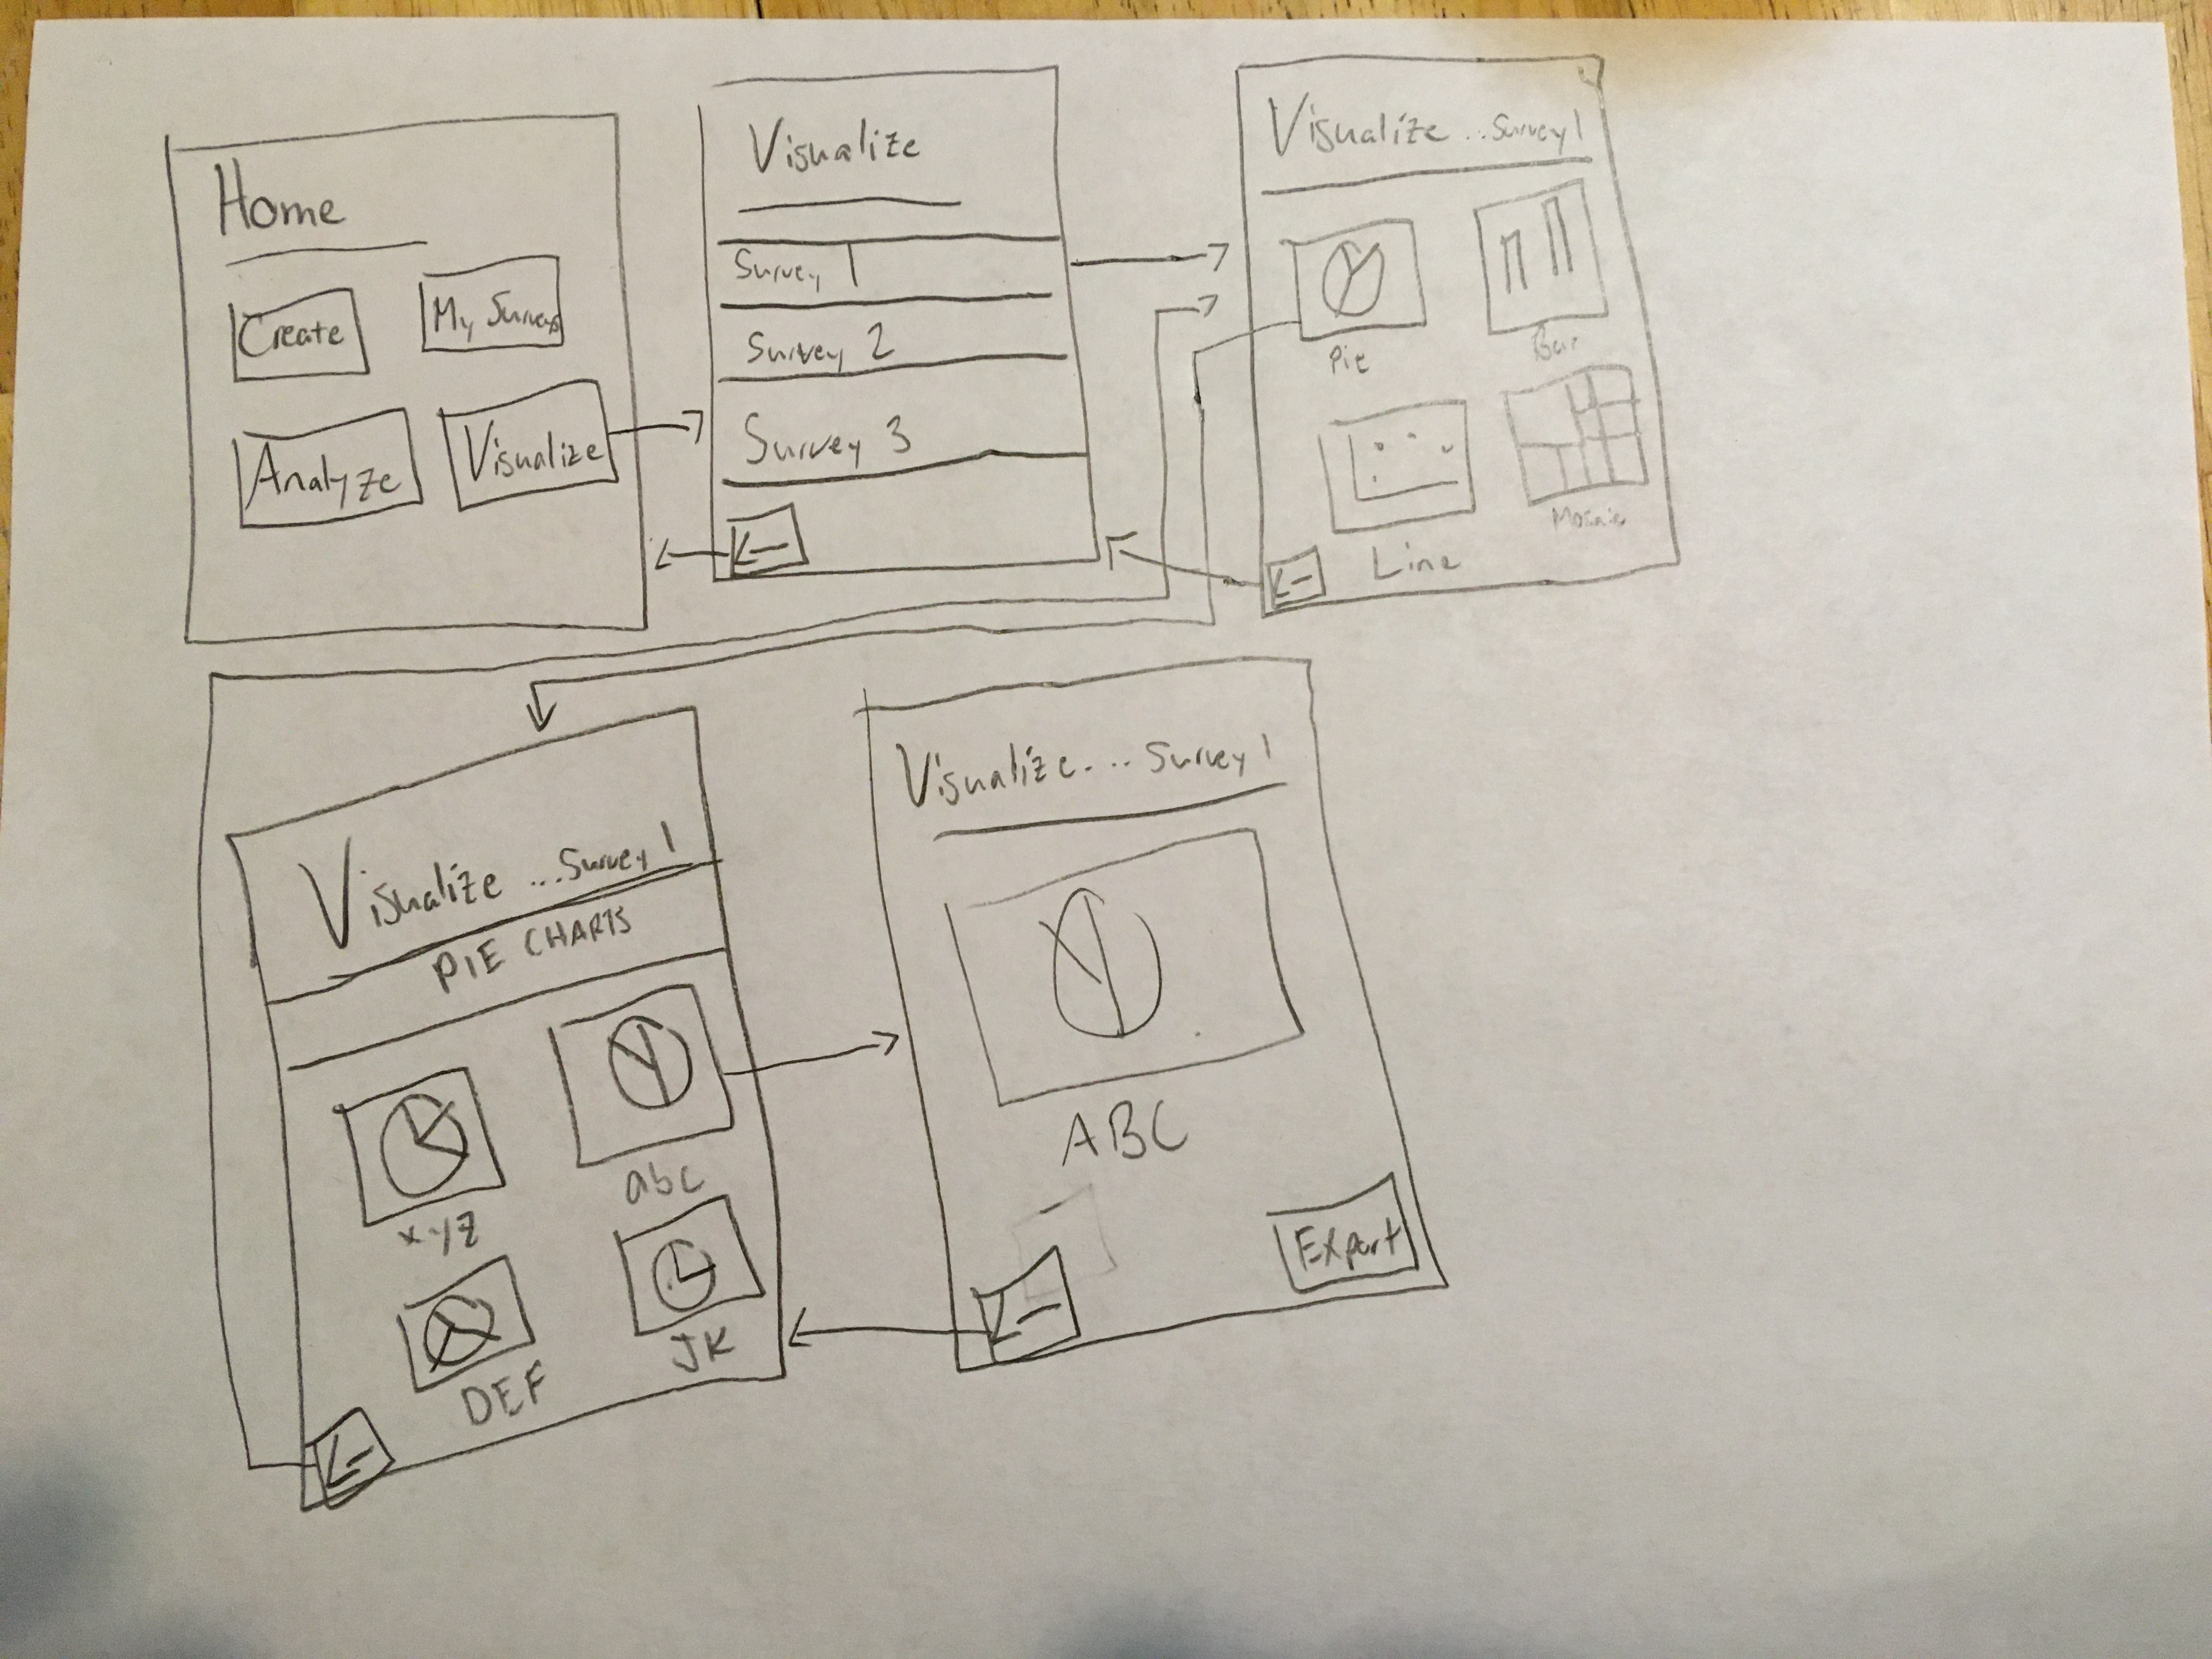 Home
Create
My Surveys
Analyze
Visualize
Visualize
Survey 1
Survey 2
Survey 3
Visualize ... Survey 1
Pie
Bar
Line
Mosaic
Visualize ... Survey 1
PIE CHARTS
xyz
abc
DEF
JK
Visualize.... Survey 1
ABC
Export